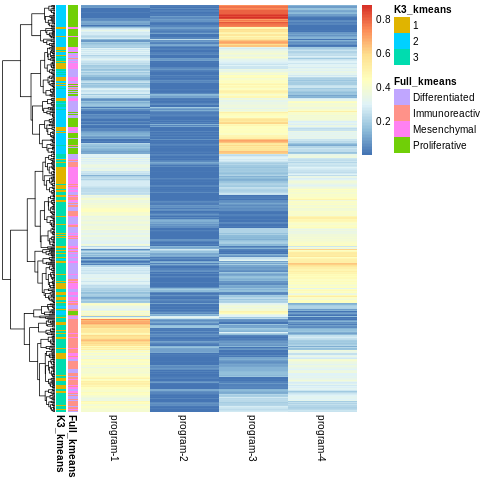 K3_kmeans
1
2
3
Full_kmeans
Differentiated
Immunoreactiv
Mesenchymal
Proliferative
0.8
0.6
0.4
0.2
K3_kmeans
Full_kmeans
program-1
program-2
program-3
program-4